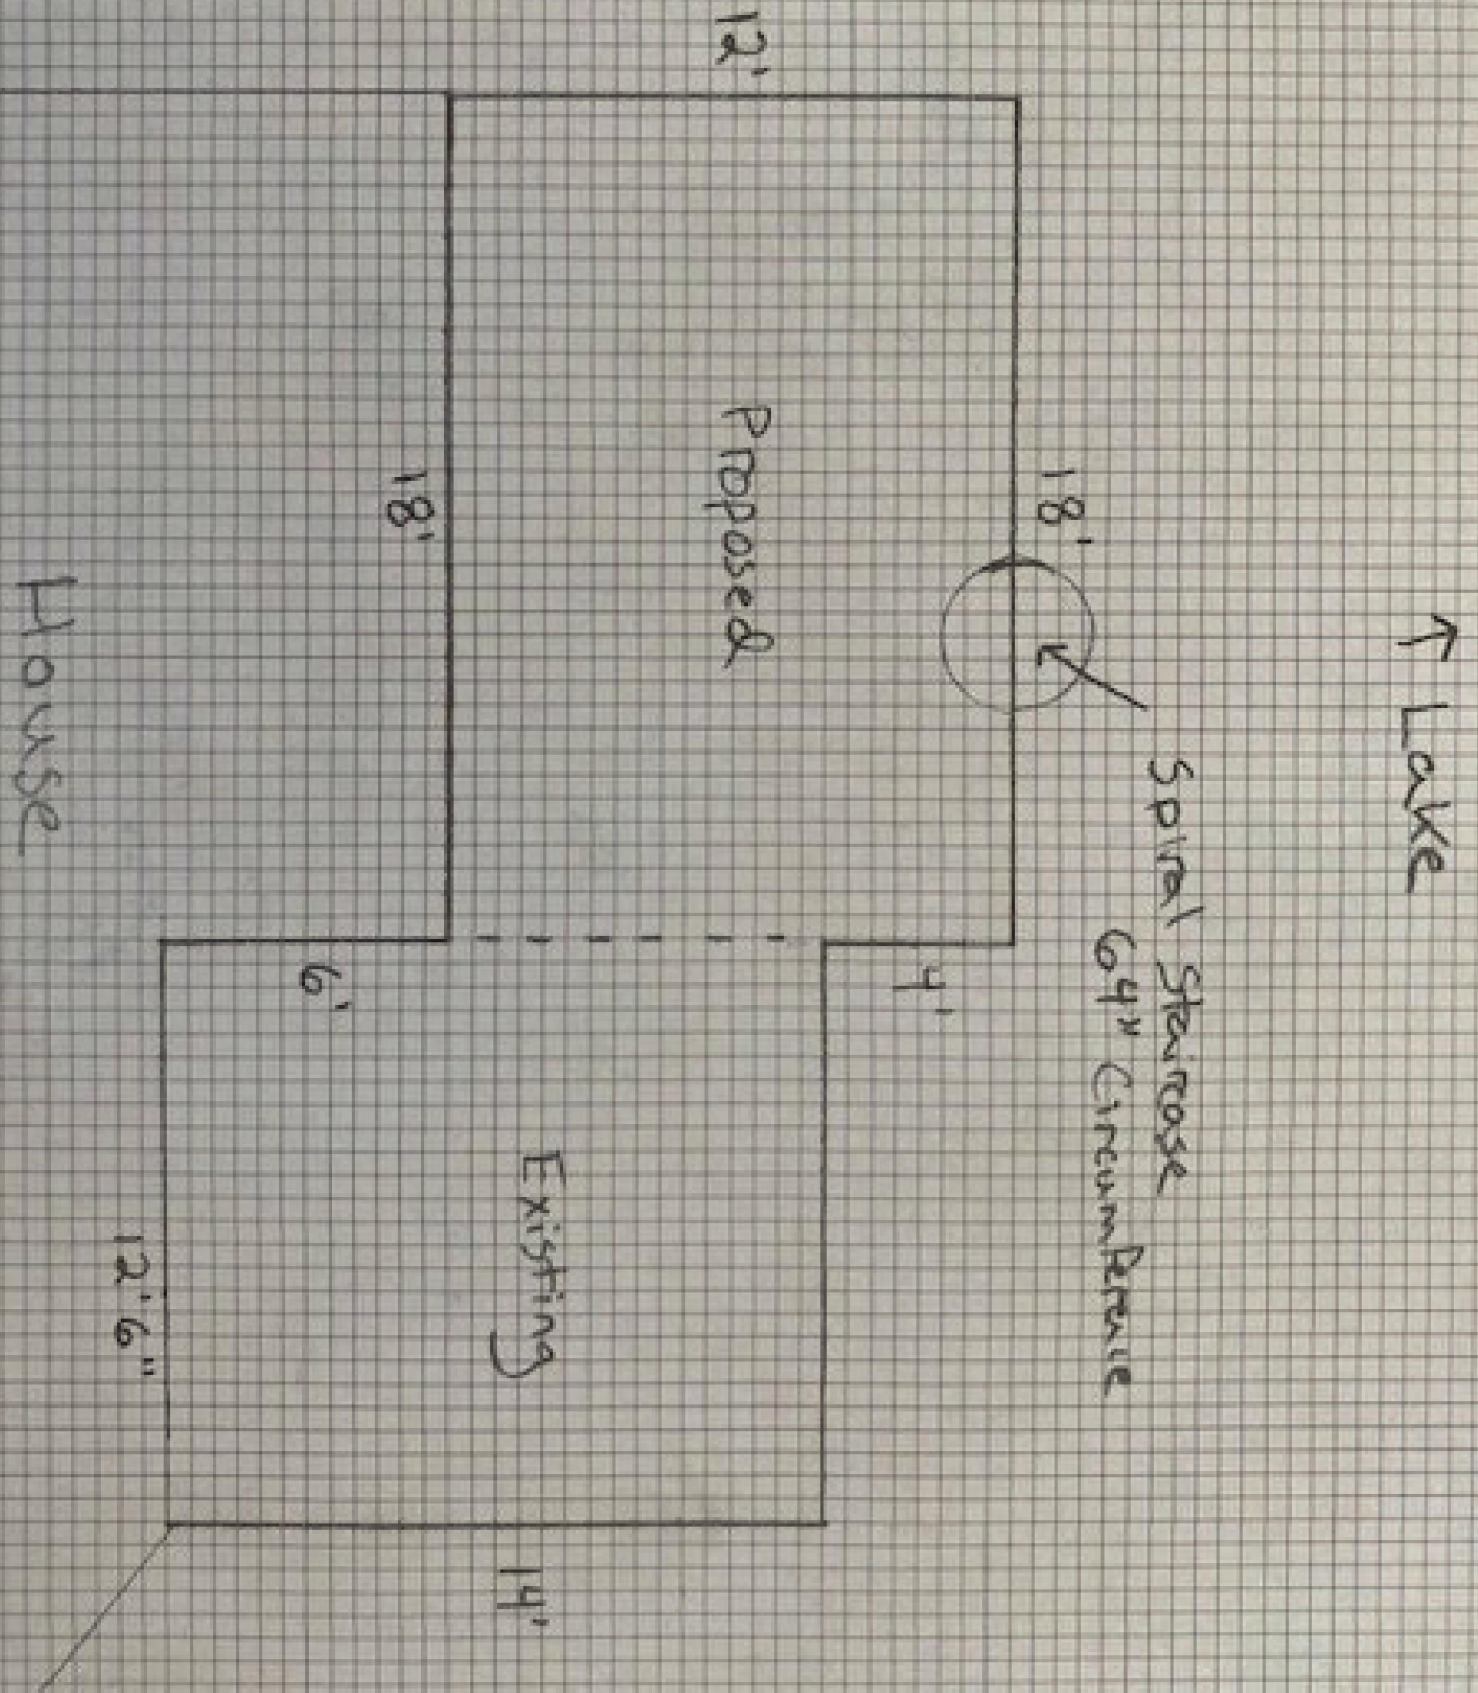 ↑ Lake
Spiral Staircase
64" Circumference
18'
12'
Proposed
4'
18'
Existing
14'
6'
12'6"
House